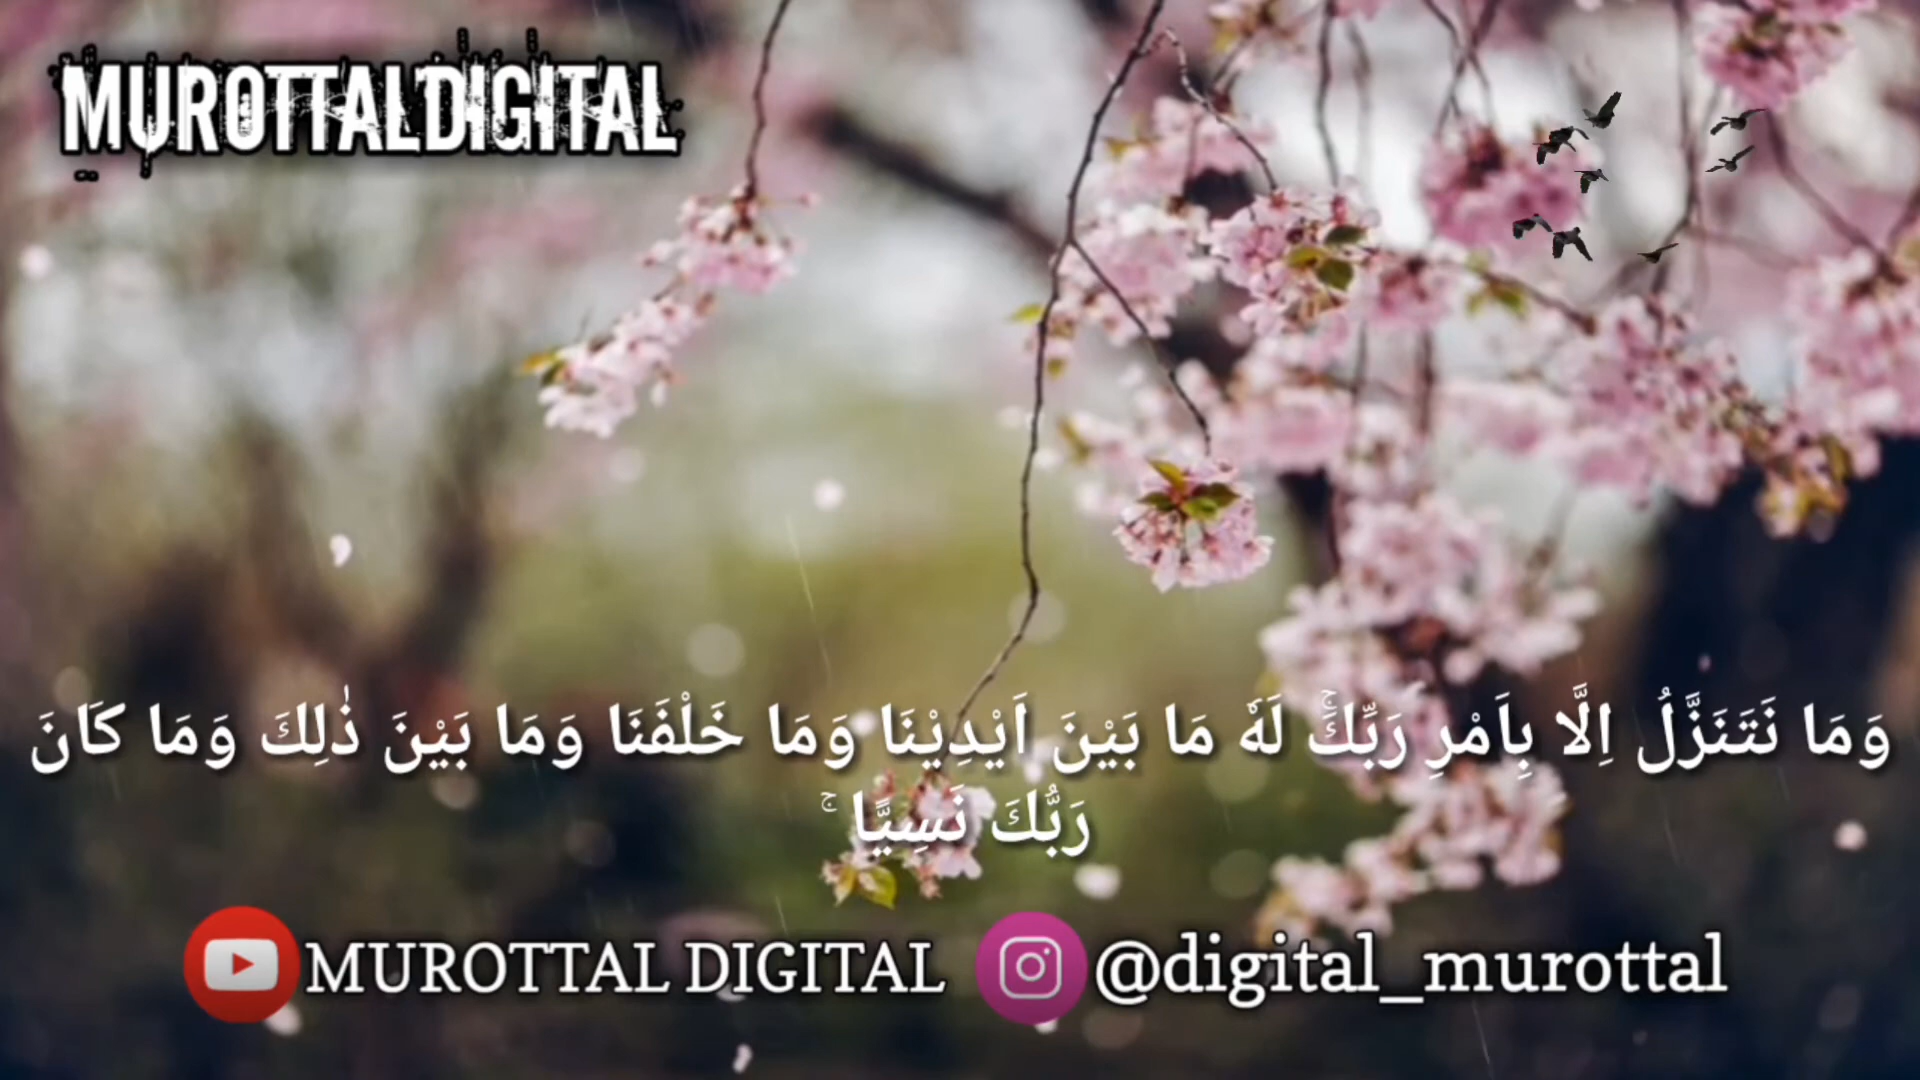 MUROTTALDIGITAL
وَمَا نَتَنَزَّلُ اِلَّا بِاَمْرِ رَبِّكَۚ لَهٗ مَا بَيْنَ اَيْدِيْنَا وَمَا خَلْفَنَا وَمَا بَيْنَ ذٰلِكَ وَمَا كَانَ
رَبُّكَ نَسِيًّا ۚ
MUROTTAL DIGITAL @digital_murottal